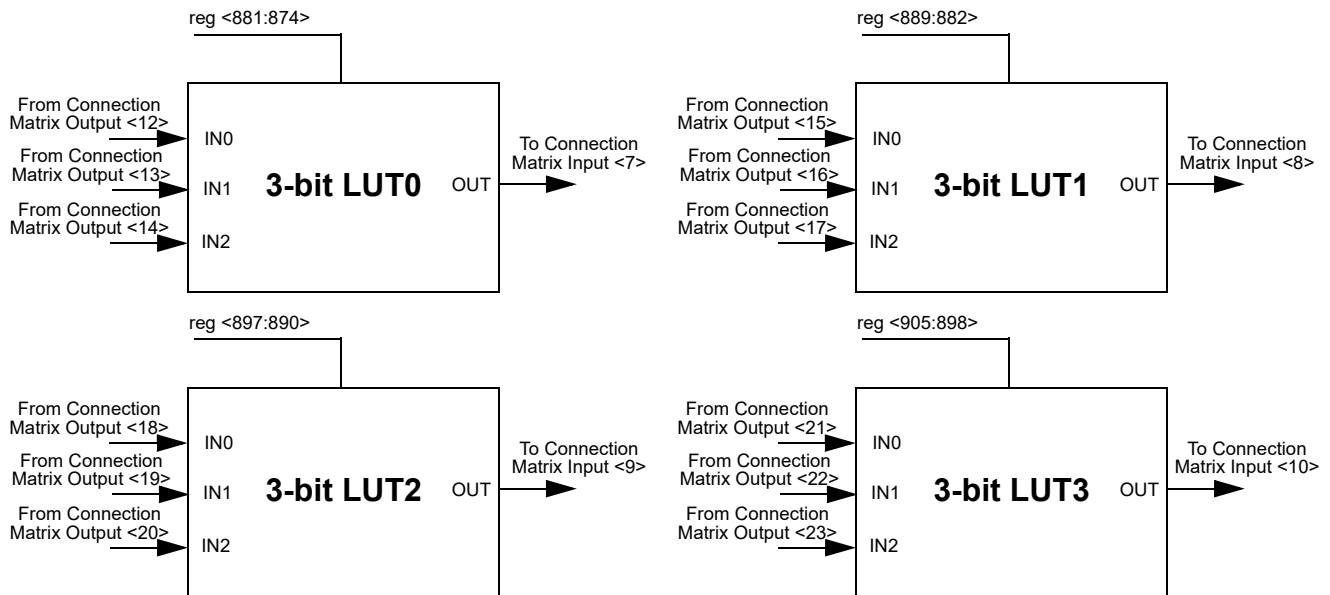 reg <881:874>
From Connection
Matrix Output <12>
IN0
From Connection
Matrix Output <13>
IN1
From Connection
Matrix Output <14>
IN2
3-bit LUT0
OUT
To Connection
Matrix Input <7>
reg <889:882>
From Connection
Matrix Output <15>
IN0
From Connection
Matrix Output <16>
IN1
From Connection
Matrix Output <17>
IN2
3-bit LUT1
OUT
To Connection
Matrix Input <8>
reg <897:890>
From Connection
Matrix Output <18>
IN0
From Connection
Matrix Output <19>
IN1
From Connection
Matrix Output <20>
IN2
3-bit LUT2
OUT
To Connection
Matrix Input <9>
reg <905:898>
From Connection
Matrix Output <21>
IN0
From Connection
Matrix Output <22>
IN1
From Connection
Matrix Output <23>
IN2
3-bit LUT3
OUT
To Connection
Matrix Input <10>